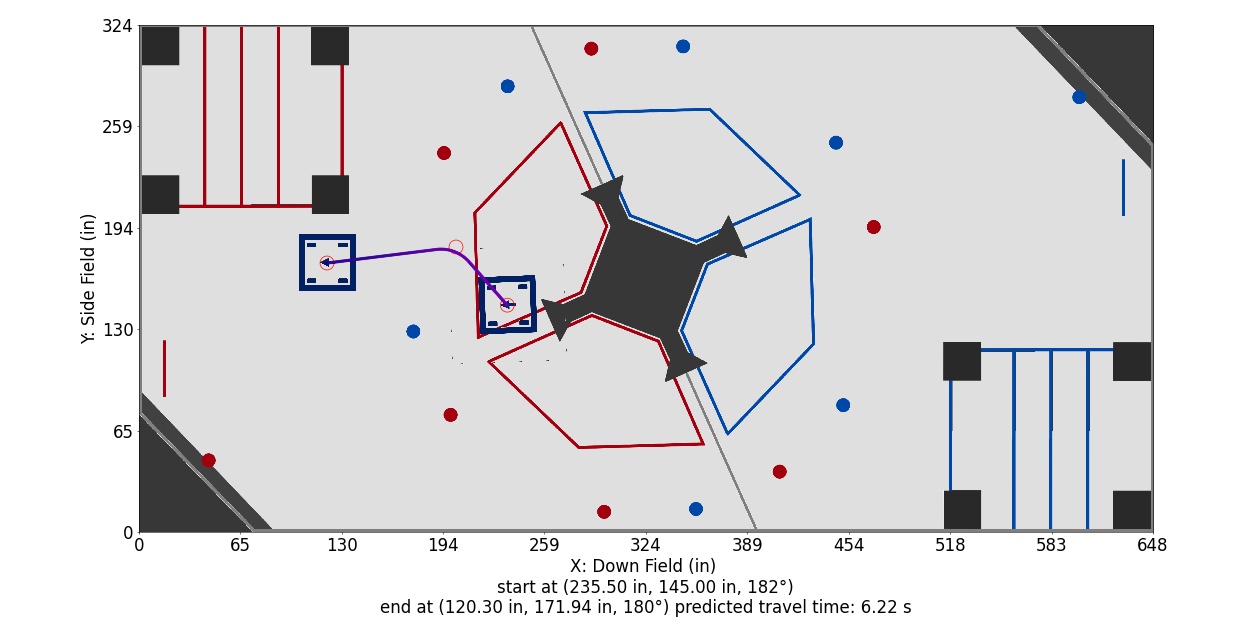 324
259
194
130
65
0
Y: Side Field (in)
0 65 130 194 259 324 389 454 518 583 648
X: Down Field (in)
start at (235.50 in, 145.00 in, 182°)
end at (120.30 in, 171.94 in, 180°) predicted travel time: 6.22 s